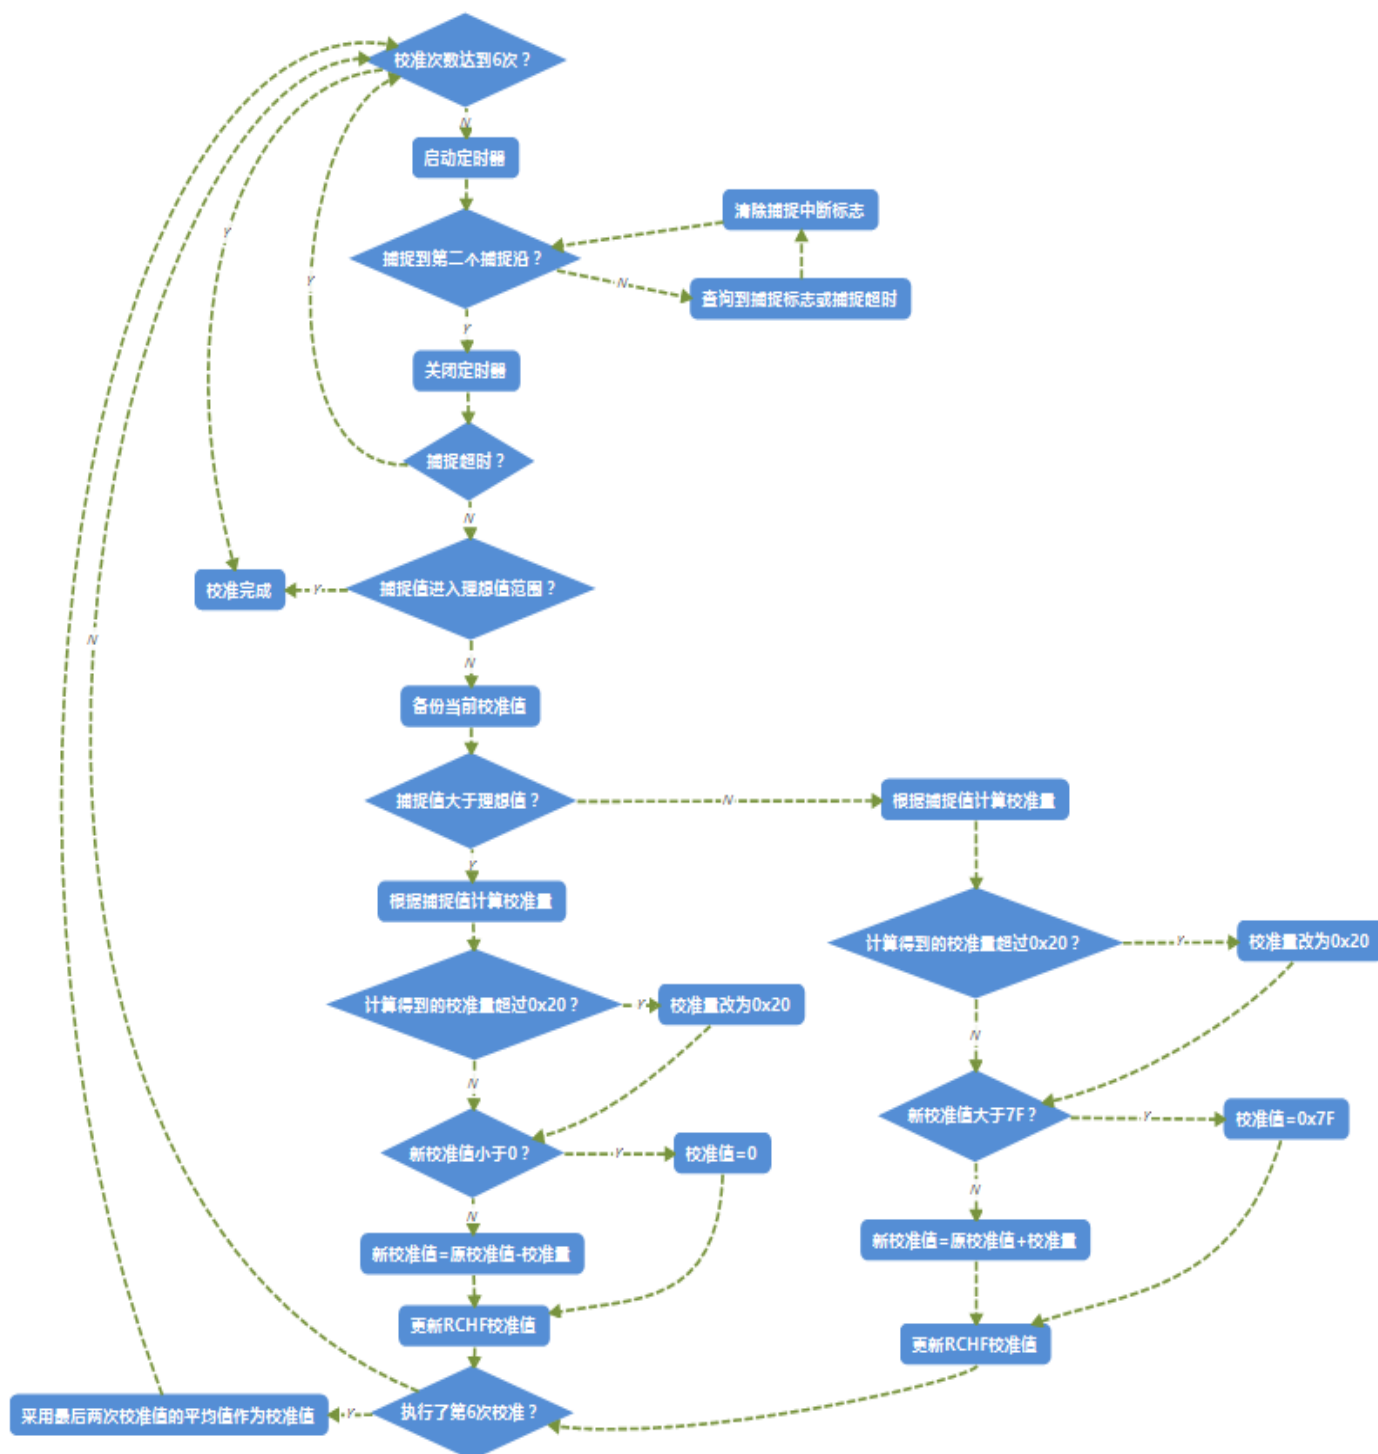 校准次数达到6次？
N
启动定时器
清除捕捉中断标志
Y
捕捉到第二个捕捉沿？
Y
N
查询到捕捉标志或捕捉超时
Y
关闭定时器
捕捉超时？
N
捕捉值进入理想值范围？
Y
校准完成
N
N
备份当前校准值
捕捉值大于理想值？
N
根据捕捉值计算校准量
Y
根据捕捉值计算校准量
计算得到的校准量超过0x20？
Y
校准量改为0x20
计算得到的校准量超过0x20？
Y
校准量改为0x20
N
N
新校准值大于7F？
Y
校准值=0x7F
新校准值小于0？
Y
校准值=0
N
N
新校准值=原校准值+校准量
新校准值=原校准值-校准量
更新RCHF校准值
更新RCHF校准值
执行了第6次校准？
Y
采用最后两次校准值的平均值作为校准值